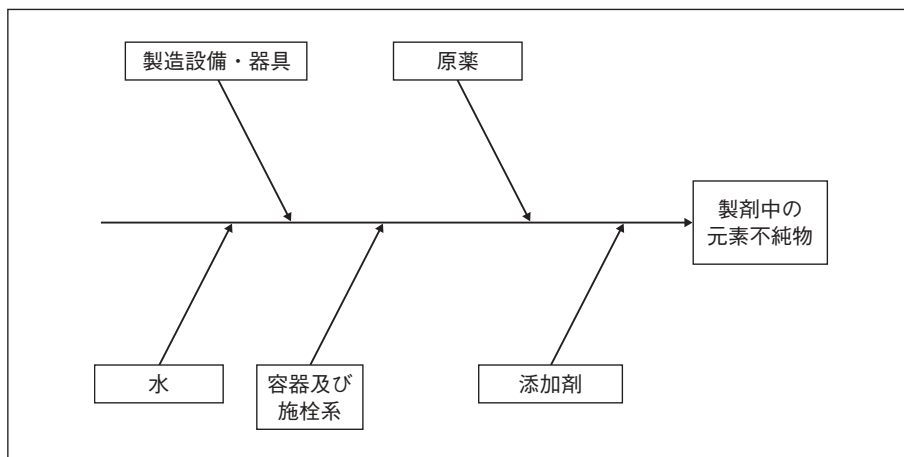 製造設備・器具
原薬
製剤中の
元素不純物
水
容器及び
施栓系
添加剤